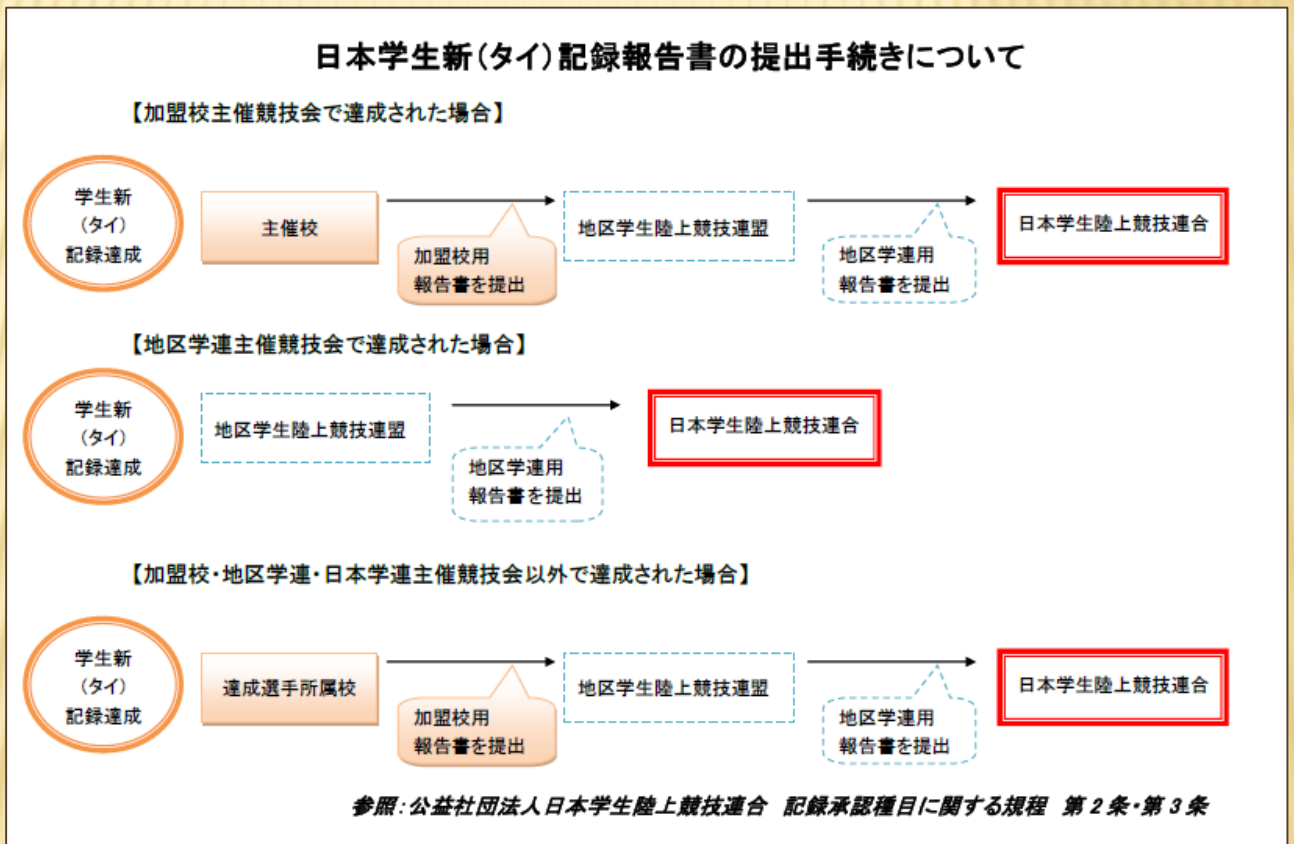 日本学生新(タイ)記録報告書の提出手続きについて
【加盟校主催競技会で達成された場合】
学生新
(タイ)
記録達成
主催校
加盟校用
報告書を提出
地区学生陸上競技連盟
地区学連用
報告書を提出
日本学生陸上競技連合
【地区学連主催競技会で達成された場合】
学生新
(タイ)
記録達成
地区学生陸上競技連盟
地区学連用
報告書を提出
日本学生陸上競技連合
【加盟校・地区学連・日本学連主催競技会以外で達成された場合】
学生新
(タイ)
記録達成
達成選手所属校
加盟校用
報告書を提出
地区学生陸上競技連盟
地区学連用
報告書を提出
日本学生陸上競技連合
参照:公益社団法人日本学生陸上競技連合 記録承認種目に関する規程 第2条・第3条